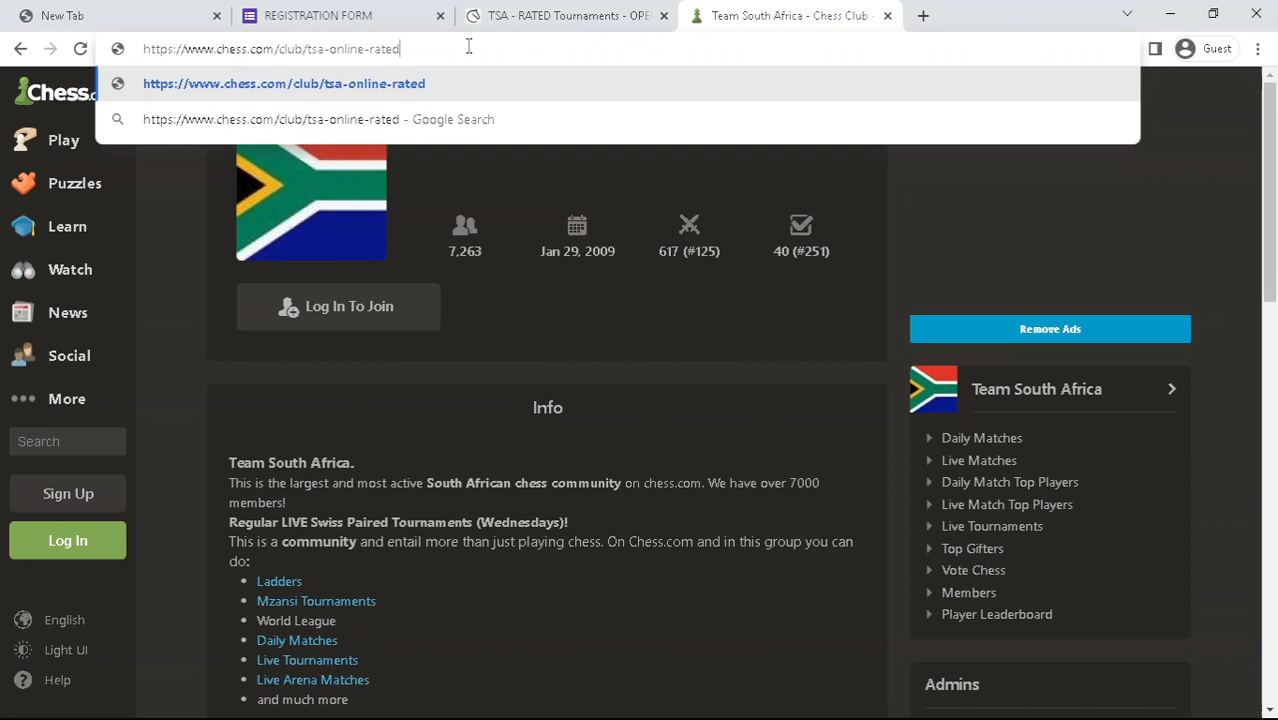 New Tab
REGISTRATION FORM
TSA - RATED Tournaments - OPE
Team South Africa - Chess Club -
https://www.chess.com/club/tsa-online-rated
Guest
https://www.chess.com/club/tsa-online-rated
https://www.chess.com/club/tsa-online-rated - Google Search
Chess.c
Play
Puzzles
Learn
Watch
News
Social
More
Search
Sign Up
Log In
English
Light UI
Help
7,263
Jan 29, 2009
617 (#125)
40 (#251)
Log In To Join
Info
Team South Africa.
This is the largest and most active South African chess community on chess.com. We have over 7000
members!
Regular LIVE Swiss Paired Tournaments (Wednesdays)!
This is a community and entail more than just playing chess. On Chess.com and in this group you can
do:
• Ladders
• Mzansi Tournaments
• World League
• Daily Matches
• Live Tournaments
• Live Arena Matches
• and much more
Remove Ads
Team South Africa
Daily Matches
Live Matches
Daily Match Top Players
Live Match Top Players
Live Tournaments
Top Gifters
Vote Chess
Members
Player Leaderboard
Admins